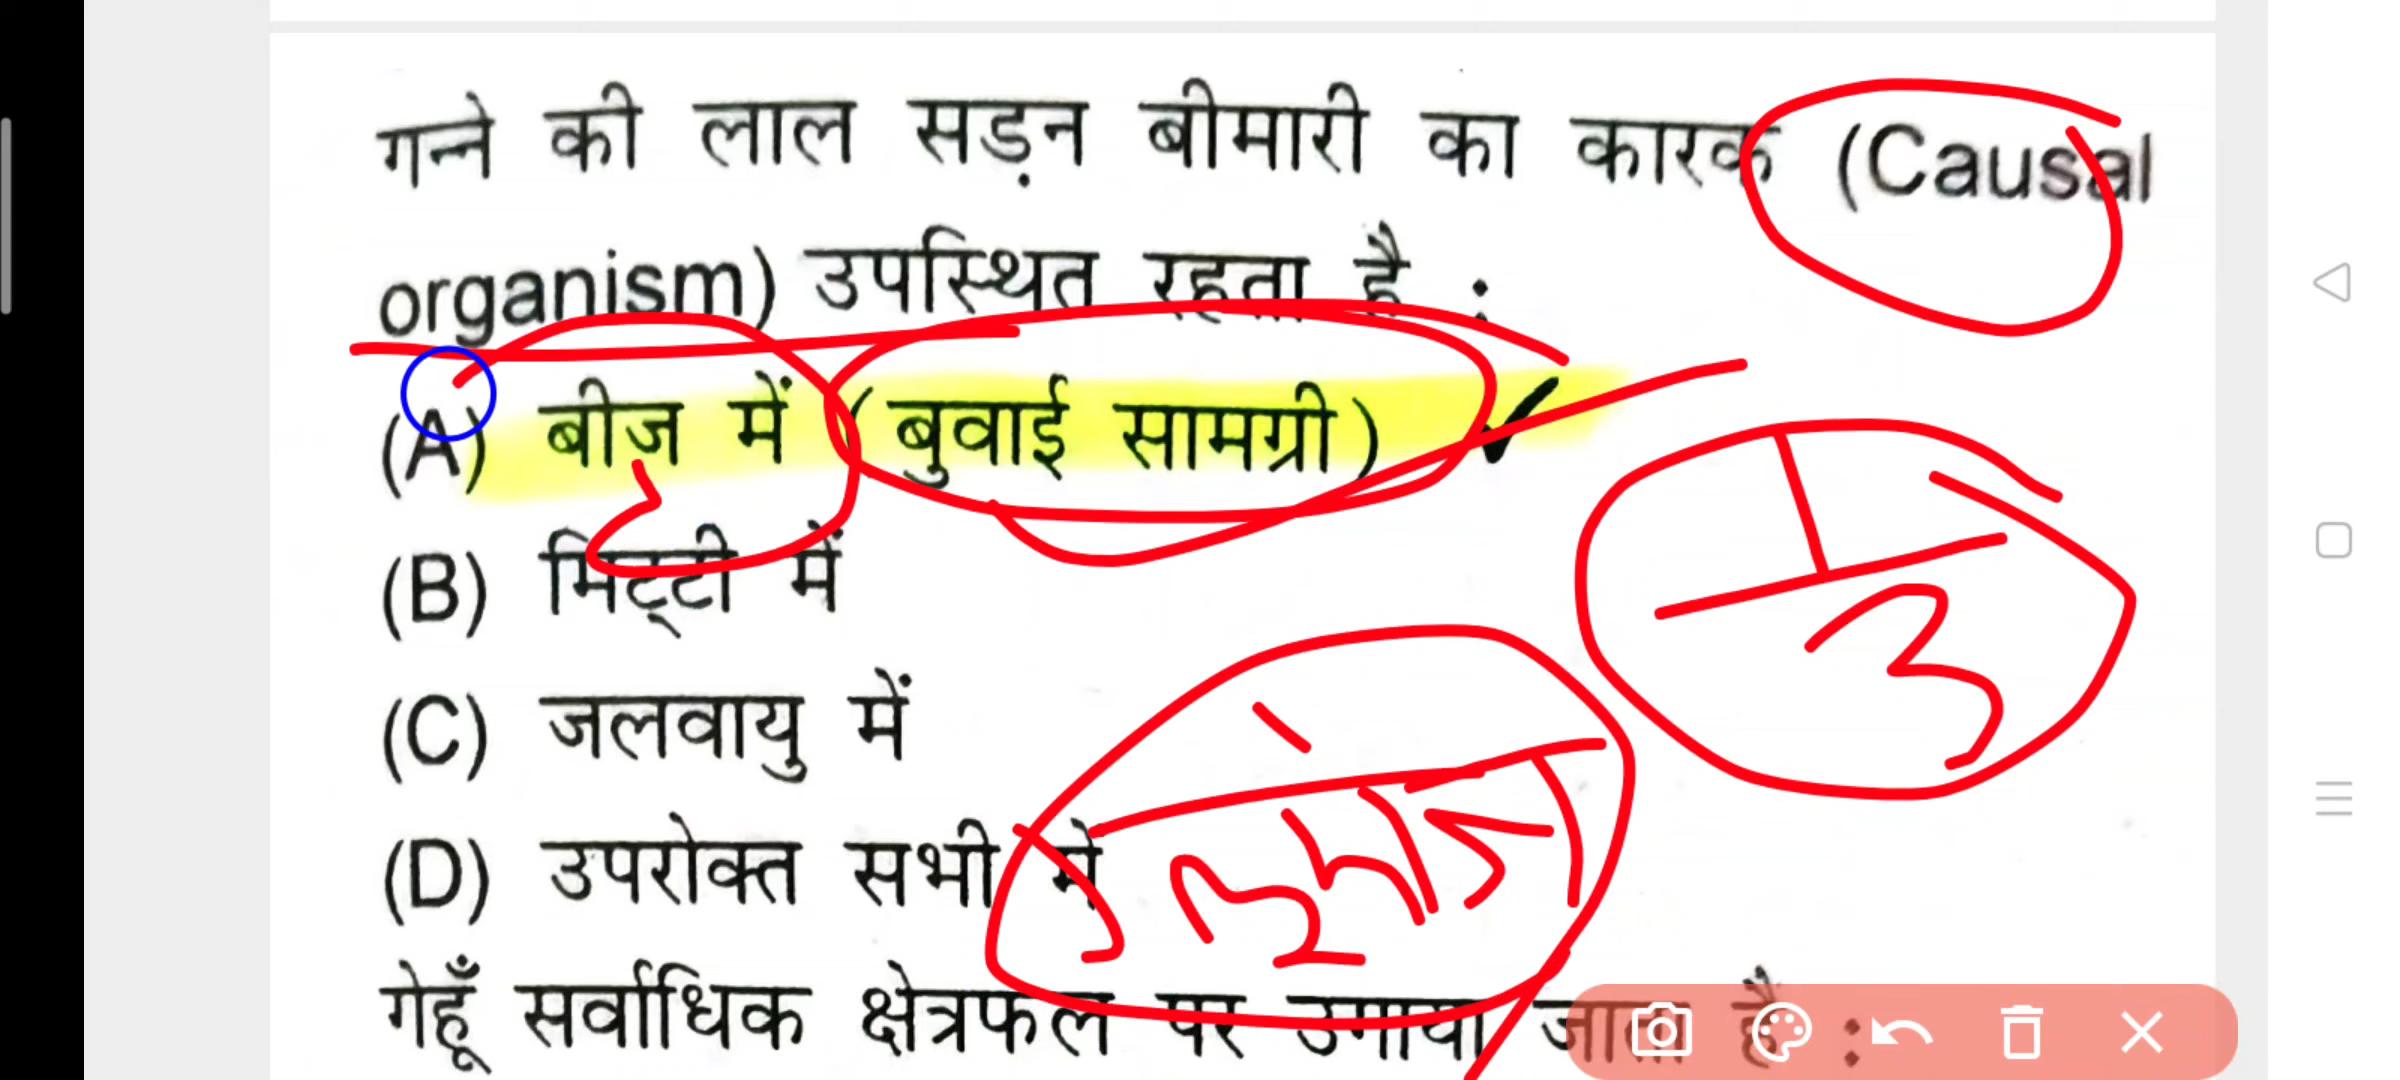 गन्ने की लाल सड़न बीमारी का कारक (Causal
organism) उपस्थित रहता है :
(A) बीज में (बुवाई सामग्री) ✓
(B) मिट्टी में
(C) जलवायु में
(D) उपरोक्त सभी में
गेहूँ सर्वाधिक क्षेत्रफल पर उगाया जाता है :